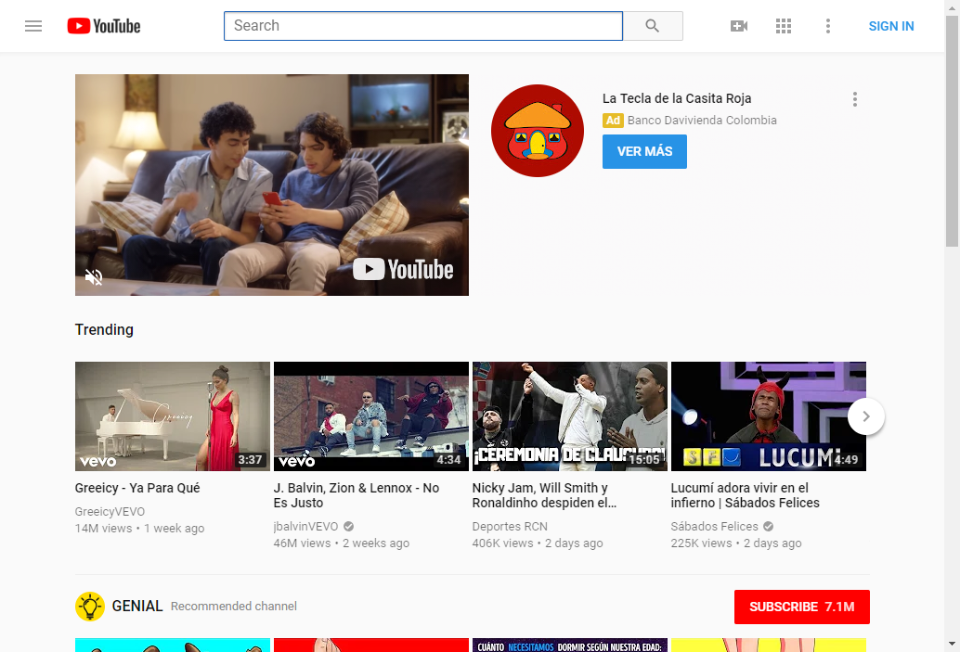 YouTube
Search
SIGN IN
YouTube
La Tecla de la Casita Roja
Ad Banco Davivienda Colombia
VER MÁS
Trending
Greeicy
vevo
3:37
vevo
4:34
¡CEREMONIA DE CLAUSURA!
15:05
SFE
LUCUMÍ
4:49
Greeicy - Ya Para Qué
GreeicyVEVO
14M views • 1 week ago
J. Balvin, Zion & Lennox - No
Es Justo
jbalvinVEVO
46M views • 2 weeks ago
Nicky Jam, Will Smith y
Ronaldinho despiden el...
Deportes RCN
406K views • 2 days ago
Lucumí adora vivir en el
infierno | Sábados Felices
Sábados Felices
225K views • 2 days ago
GENIAL Recommended channel
SUBSCRIBE 7.1M
CUÁNTO NECESITAMOS DORMIR SEGÚN NUESTRA EDAD: